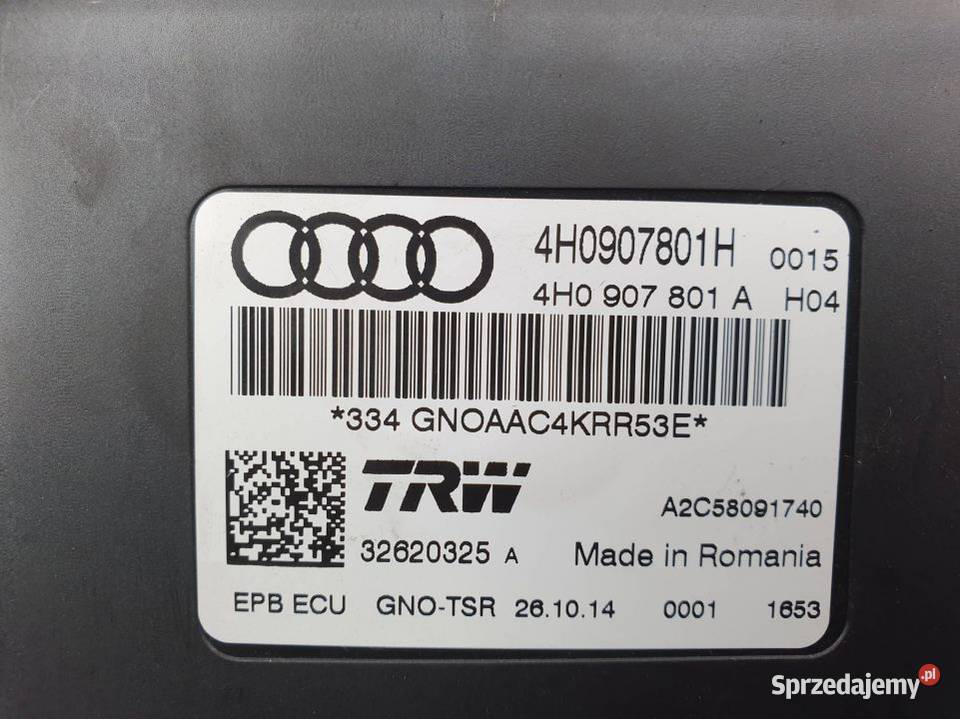 4H0907801H 0015
4H0 907 801 A H04
*334 GNOAAC4KRR53E*
TRW
A2C58091740
32620325 A Made in Romania
EPB ECU GNO-TSR 26.10.14 0001 1653
Sprzedajemy.pl